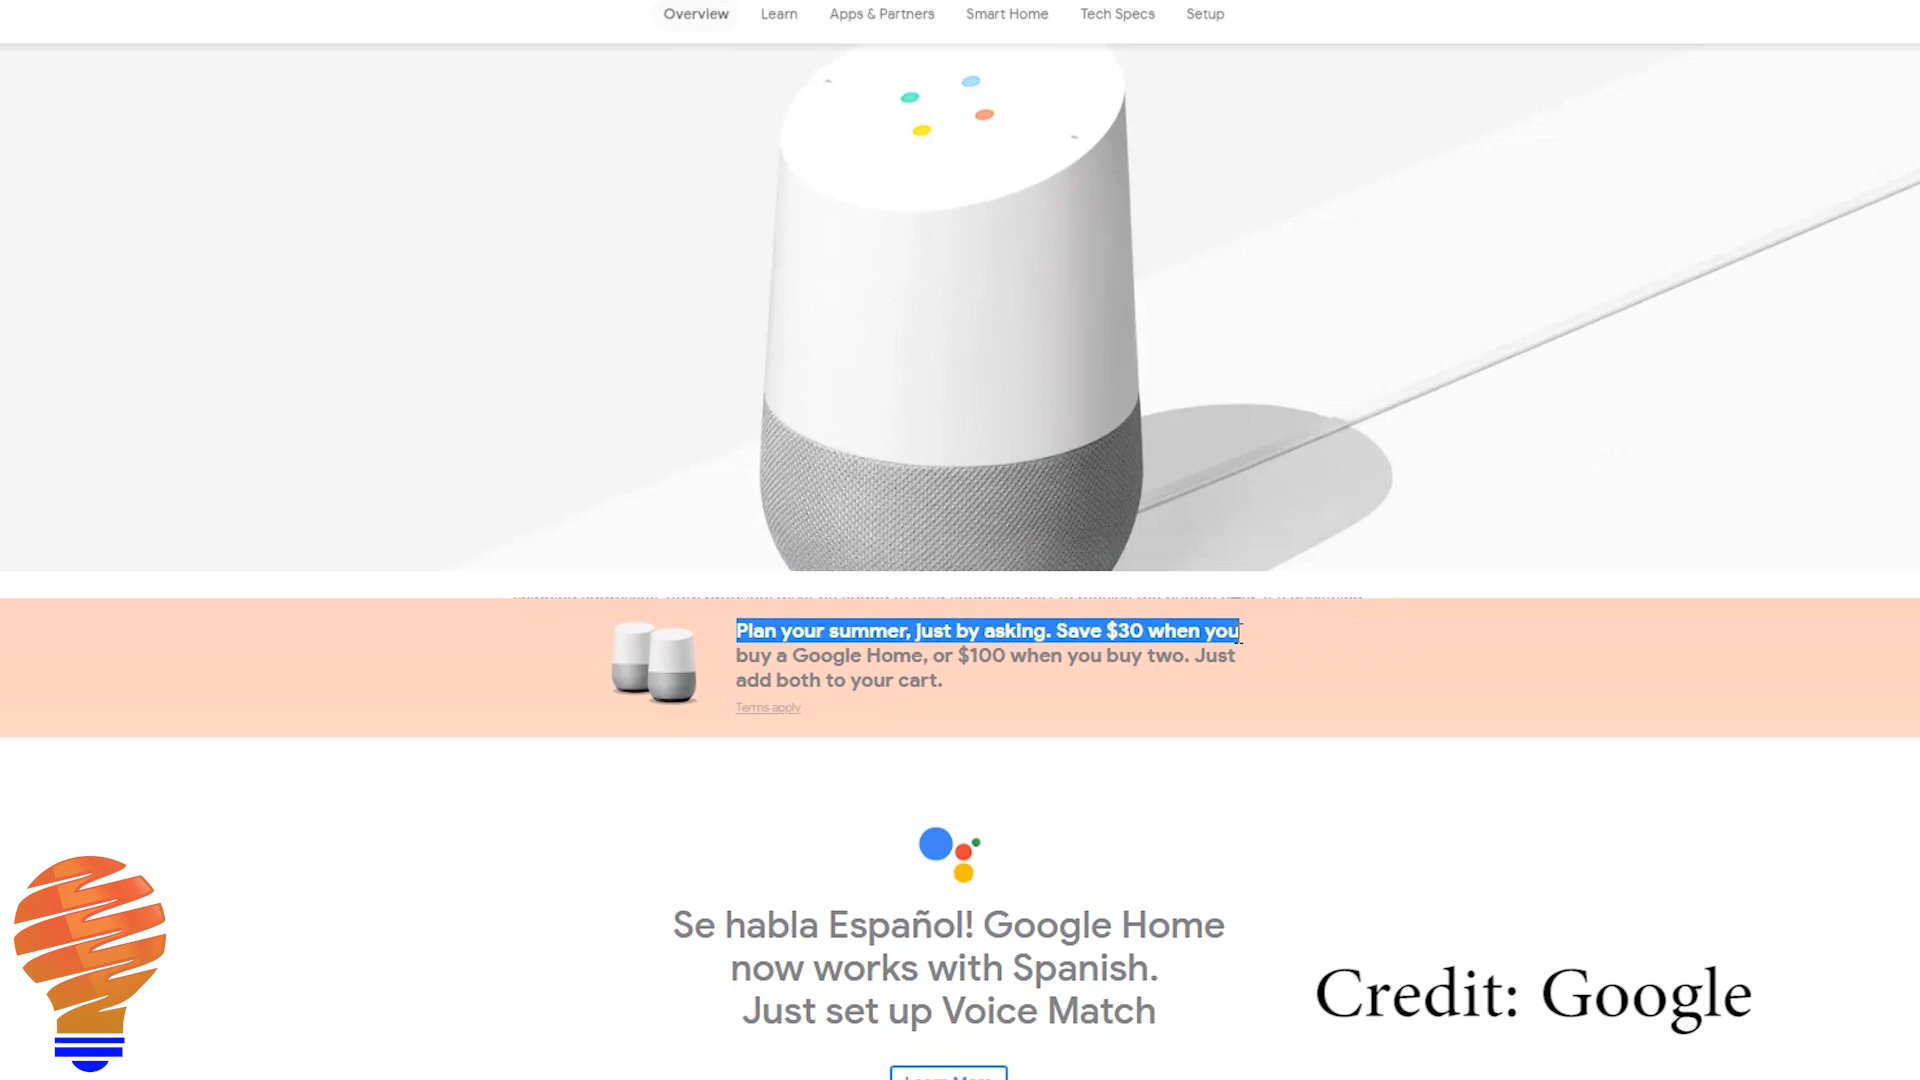 Overview Learn Apps & Partners Smart Home Tech Specs Setup
Plan your summer, just by asking. Save $30 when you
buy a Google Home, or $100 when you buy two. Just
add both to your cart.
Terms apply
Se habla Español! Google Home
now works with Spanish.
Just set up Voice Match
Credit: Google